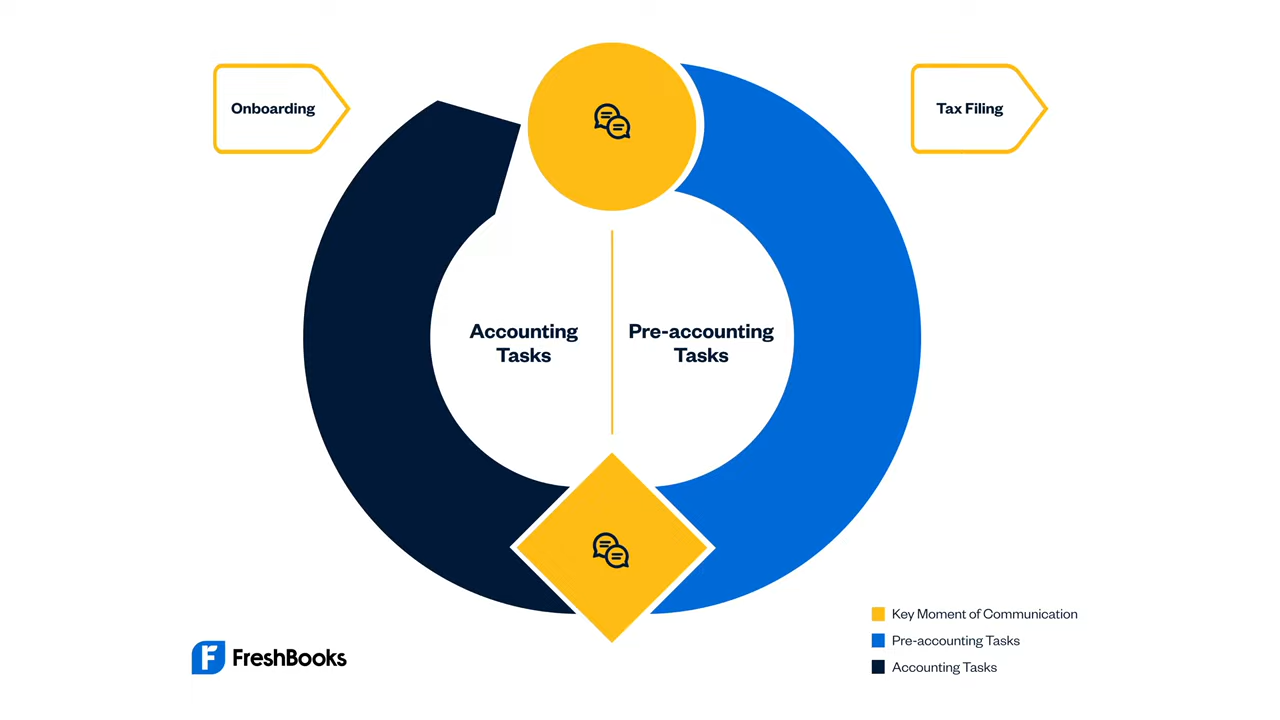 Onboarding
Tax Filing
Accounting
Tasks
Pre-accounting
Tasks
Key Moment of Communication
Pre-accounting Tasks
Accounting Tasks
FreshBooks